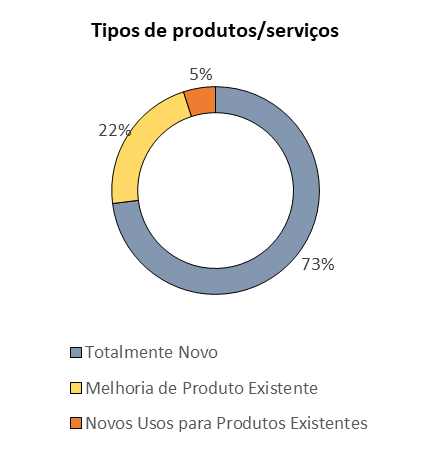 Tipos de produtos/serviços
5%
22%
73%
Totalmente Novo
Melhoria de Produto Existente
Novos Usos para Produtos Existentes